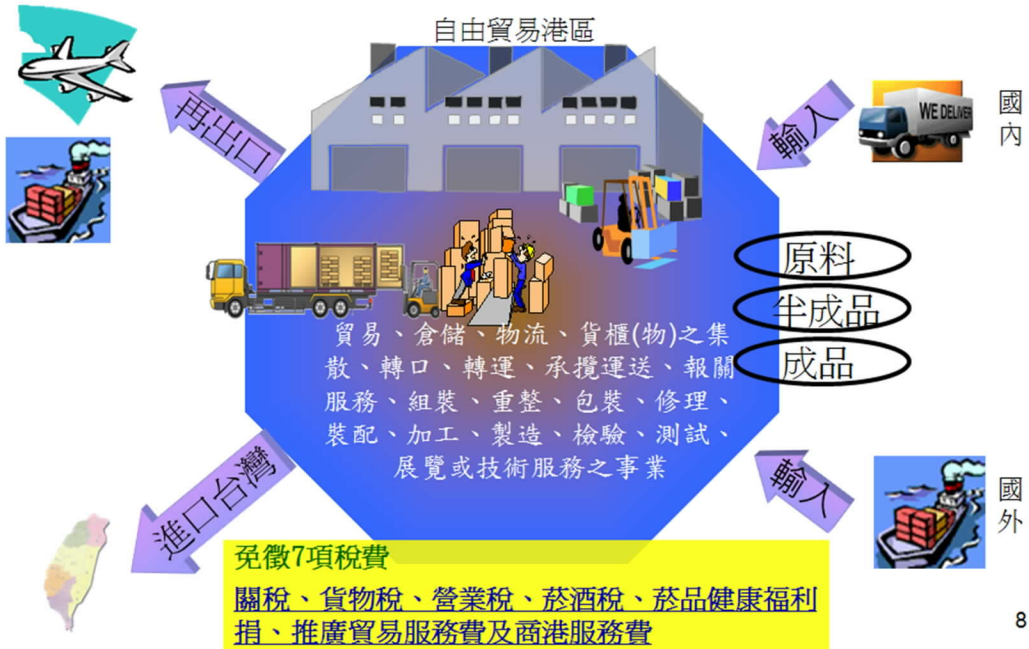 自由貿易港區
再出口
輸入
WE DELIVER
國內
原料
半成品
成品
貿易、倉儲、物流、貨櫃(物)之集
散、轉口、轉運、承攬運送、報關
服務、組裝、重整、包裝、修理、
裝配、加工、製造、檢驗、測試、
展覽或技術服務之事業
進口台灣
輸入
國外
免徵7項稅費
關稅、貨物稅、營業稅、菸酒稅、菸品健康福利
捐、推廣貿易服務費及商港服務費
8